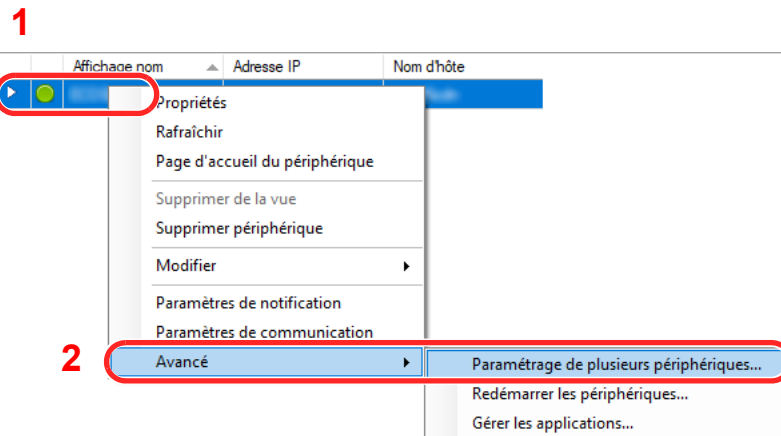 1
Affichage nom Adresse IP Nom d'hôte
Propriétés
Rafraîchir
Page d'accueil du périphérique
Supprimer de la vue
Supprimer périphérique
Modifier
Paramètres de notification
Paramètres de communication
2 Avancé Paramétrage de plusieurs périphériques...
Redémarrer les périphériques...
Gérer les applications...